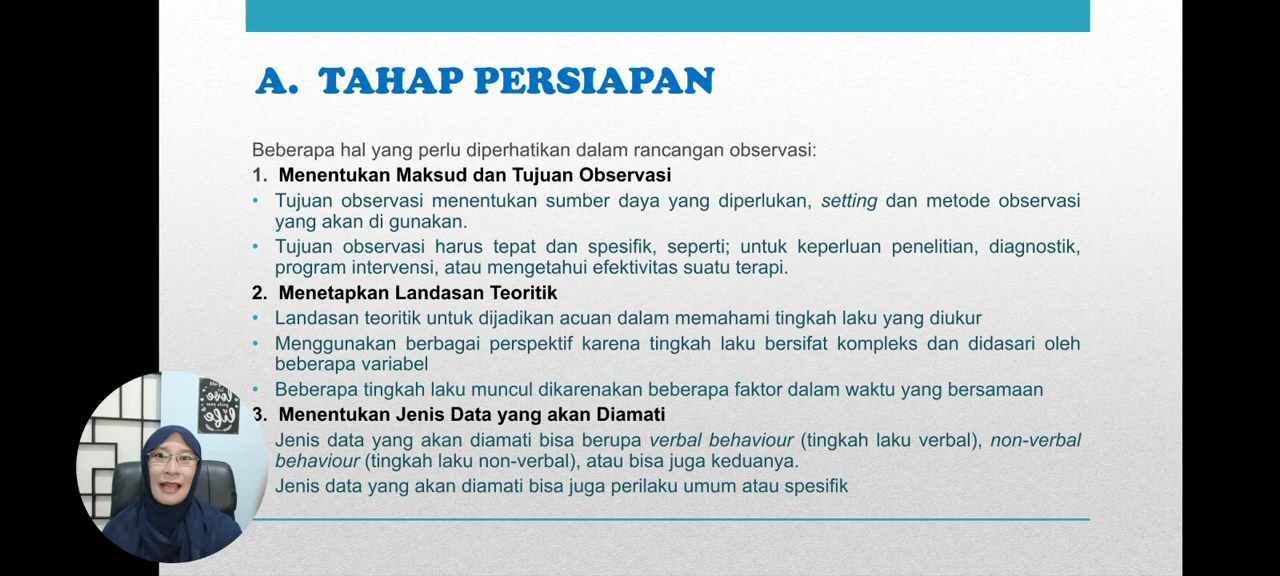 A. TAHAP PERSIAPAN
Beberapa hal yang perlu diperhatikan dalam rancangan observasi:
1. Menentukan Maksud dan Tujuan Observasi
• Tujuan observasi menentukan sumber daya yang diperlukan, setting dan metode observasi
yang akan di gunakan.
• Tujuan observasi harus tepat dan spesifik, seperti; untuk keperluan penelitian, diagnostik,
program intervensi, atau mengetahui efektivitas suatu terapi.
2. Menetapkan Landasan Teoritik
• Landasan teoritik untuk dijadikan acuan dalam memahami tingkah laku yang diukur
• Menggunakan berbagai perspektif karena tingkah laku bersifat kompleks dan didasari oleh
beberapa variabel
• Beberapa tingkah laku muncul dikarenakan beberapa faktor dalam waktu yang bersamaan
3. Menentukan Jenis Data yang akan Diamati
Jenis data yang akan diamati bisa berupa verbal behaviour (tingkah laku verbal), non-verbal
behaviour (tingkah laku non-verbal), atau bisa juga keduanya.
Jenis data yang akan diamati bisa juga perilaku umum atau spesifik